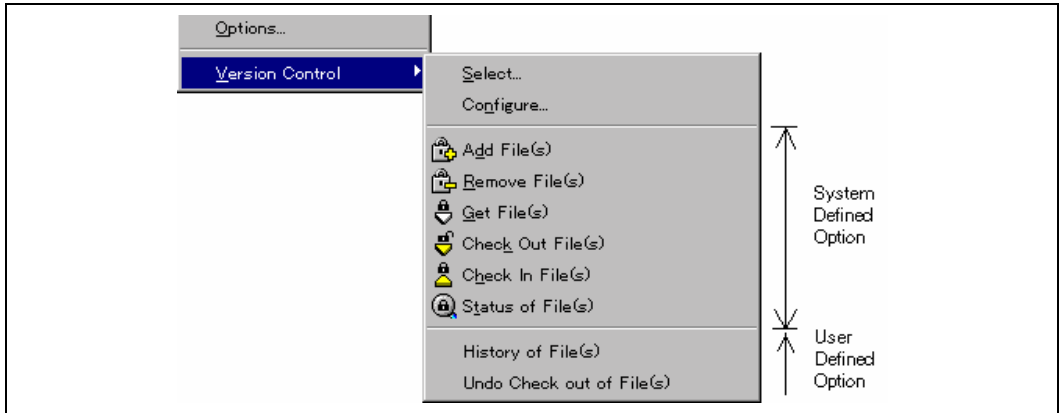 Options...
Version Control
Select...
Configure...
Add File(s)
Remove File(s)
Get File(s)
Check Out File(s)
Check In File(s)
Status of File(s)
System
Defined
Option
History of File(s)
Undo Check out of File(s)
User
Defined
Option